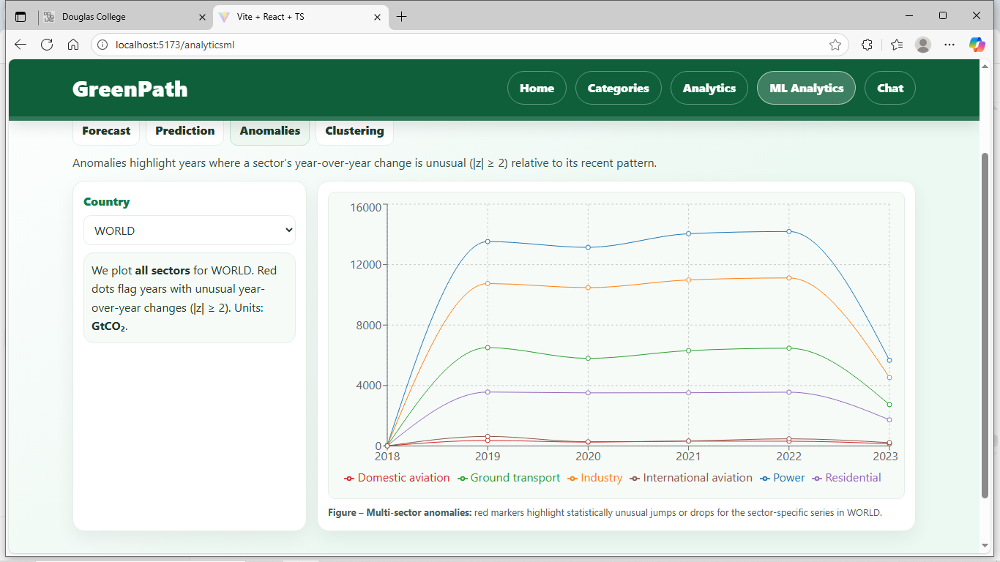 Douglas College
Vite + React + TS
localhost:5173/analyticsml
GreenPath
Home
Categories
Analytics
ML Analytics
Chat
Forecast
Prediction
Anomalies
Clustering
Anomalies highlight years where a sector’s year-over-year change is unusual (|z| ≥ 2) relative to its recent pattern.
Country
WORLD
We plot all sectors for WORLD. Red
dots flag years with unusual year-
over-year changes (|z| ≥ 2). Units:
GtCO₂.
16000
12000
8000
4000
0
2018 2019 2020 2021 2022 2023
Domestic aviation Ground transport Industry International aviation Power Residential
Figure – Multi-sector anomalies: red markers highlight statistically unusual jumps or drops for the sector-specific series in WORLD.